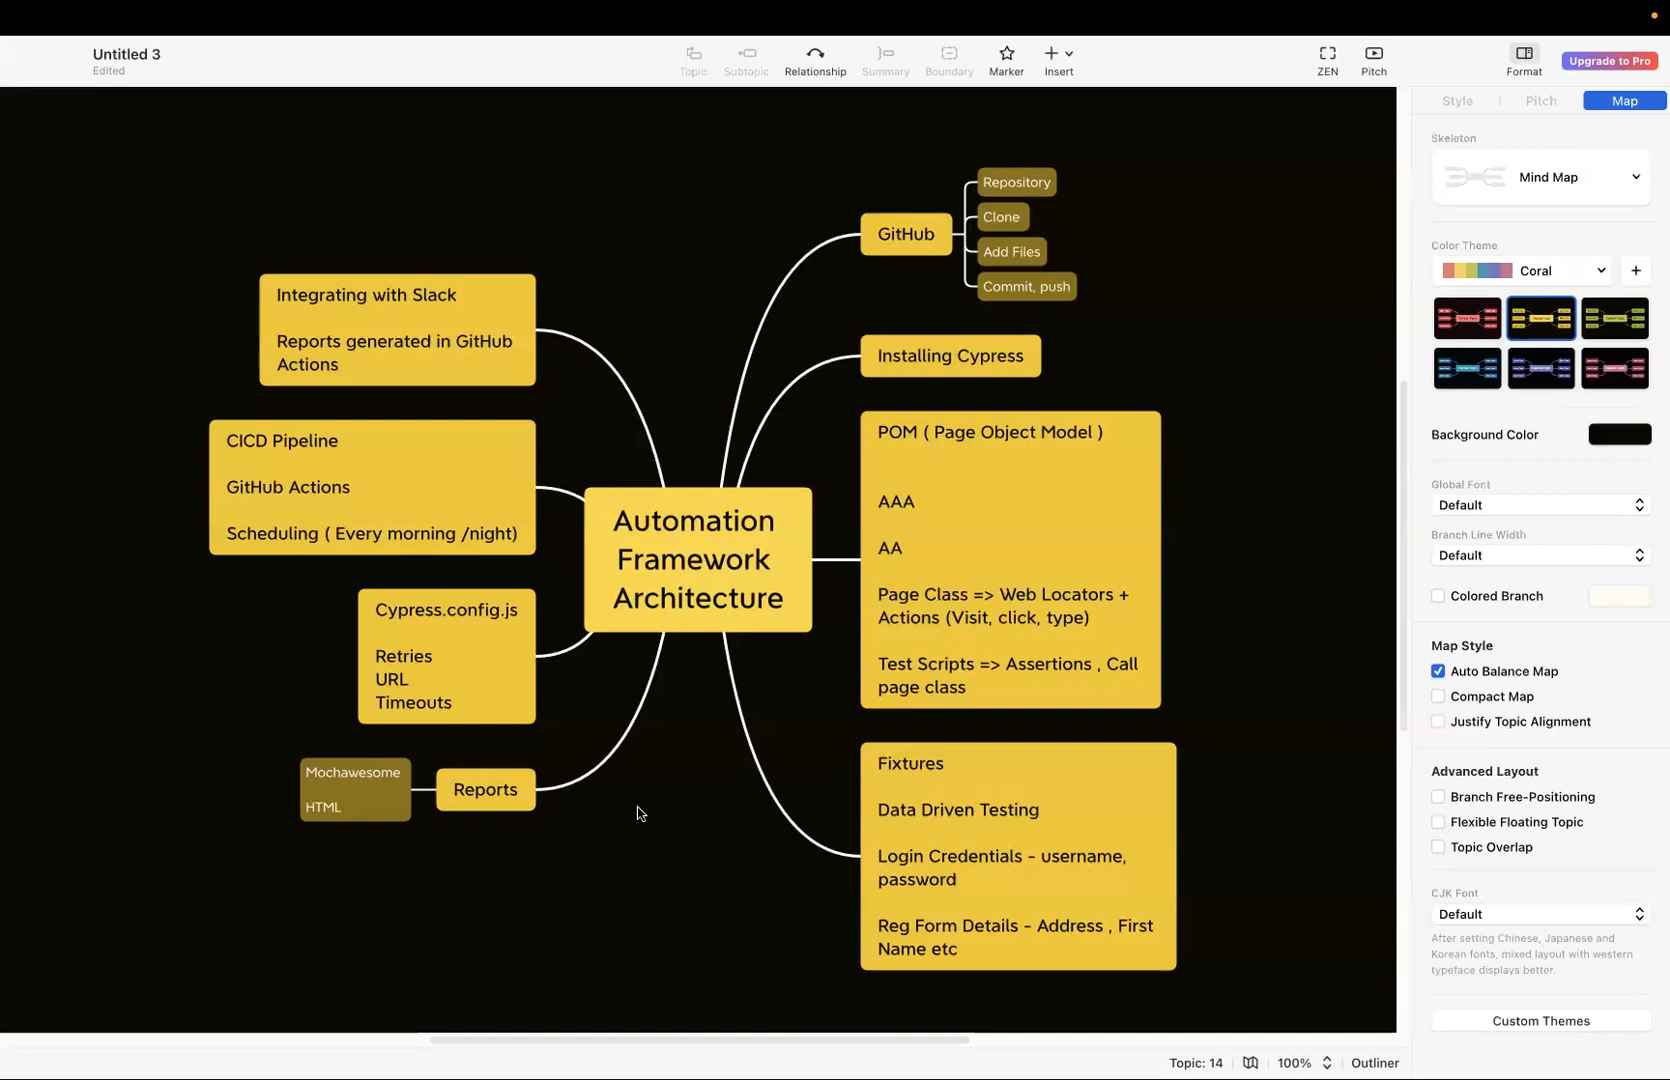 Untitled 3
Edited
Topic
Subtopic
Relationship
Summary
Boundary
Marker
Insert
ZEN
Pitch
Format
Upgrade to Pro
Integrating with Slack
Reports generated in GitHub
Actions
CICD Pipeline
GitHub Actions
Scheduling ( Every morning /night)
Cypress.config.js
Retries
URL
Timeouts
Mochawesome
HTML
Reports
Automation
Framework
Architecture
GitHub
Repository
Clone
Add Files
Commit, push
Installing Cypress
POM ( Page Object Model )
AAA
AA
Page Class => Web Locators +
Actions (Visit, click, type)
Test Scripts => Assertions , Call
page class
Fixtures
Data Driven Testing
Login Credentials - username,
password
Reg Form Details - Address , First
Name etc
Style
Pitch
Map
Skeleton
Mind Map
Color Theme
Coral
Background Color
Global Font
Default
Branch Line Width
Default
Colored Branch
Map Style
Auto Balance Map
Compact Map
Justify Topic Alignment
Advanced Layout
Branch Free-Positioning
Flexible Floating Topic
Topic Overlap
CJK Font
Default
After setting Chinese, Japanese and
Korean fonts, mixed layout with western
typeface displays better.
Custom Themes
Topic: 14
100%
Outliner